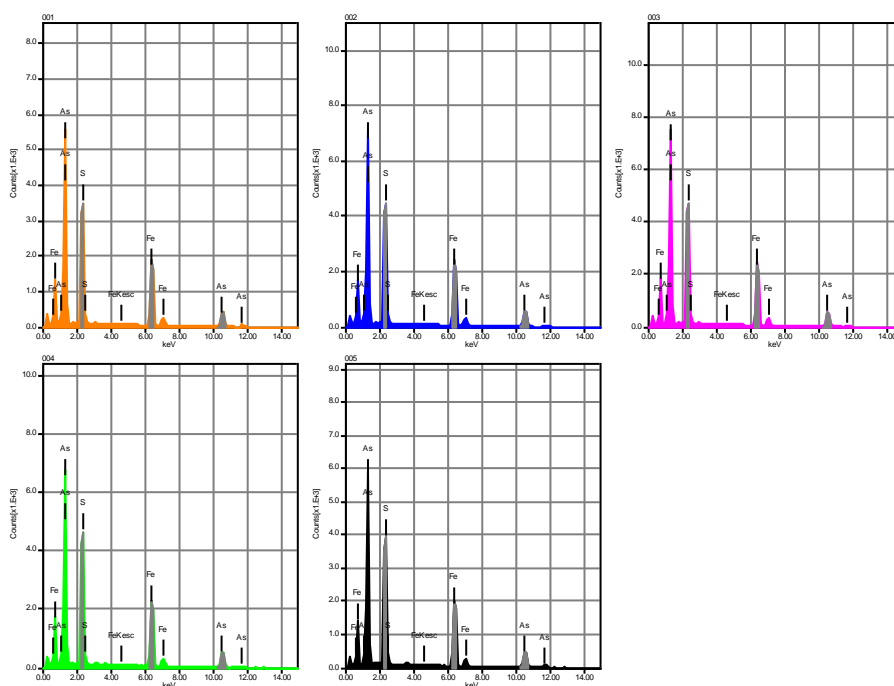 001
Counts[x1.E+3]
8.0
7.0
6.0
5.0
4.0
3.0
2.0
1.0
0.0
As
As
S
Fe
Fe
As
S
FeKesc
Fe
Fe
As
As
0.00 2.00 4.00 6.00 8.00 10.00 12.00 14.00
keV
002
Counts[x1.E+3]
10.0
8.0
6.0
4.0
2.0
0.0
As
As
S
Fe
Fe
S
FeKesc
Fe
Fe
As
As
0.00 2.00 4.00 6.00 8.00 10.00 12.00 14.00
keV
003
Counts[x1.E+3]
10.0
8.0
6.0
4.0
2.0
0.0
As
As
S
Fe
Fe
As
S
FeKesc
Fe
Fe
As
As
0.00 2.00 4.00 6.00 8.00 10.00 12.00 14.00
keV
004
Counts[x1.E+3]
10.0
8.0
6.0
4.0
2.0
0.0
As
As
S
Fe
Fe
As
S
FeKesc
Fe
Fe
As
As
0.00 2.00 4.00 6.00 8.00 10.00 12.00 14.00
keV
005
Counts[x1.E+3]
9.0
8.0
7.0
6.0
5.0
4.0
3.0
2.0
1.0
0.0
As
As
S
Fe
Fe
As
S
FeKesc
Fe
Fe
As
As
0.00 2.00 4.00 6.00 8.00 10.00 12.00 14.00
keV